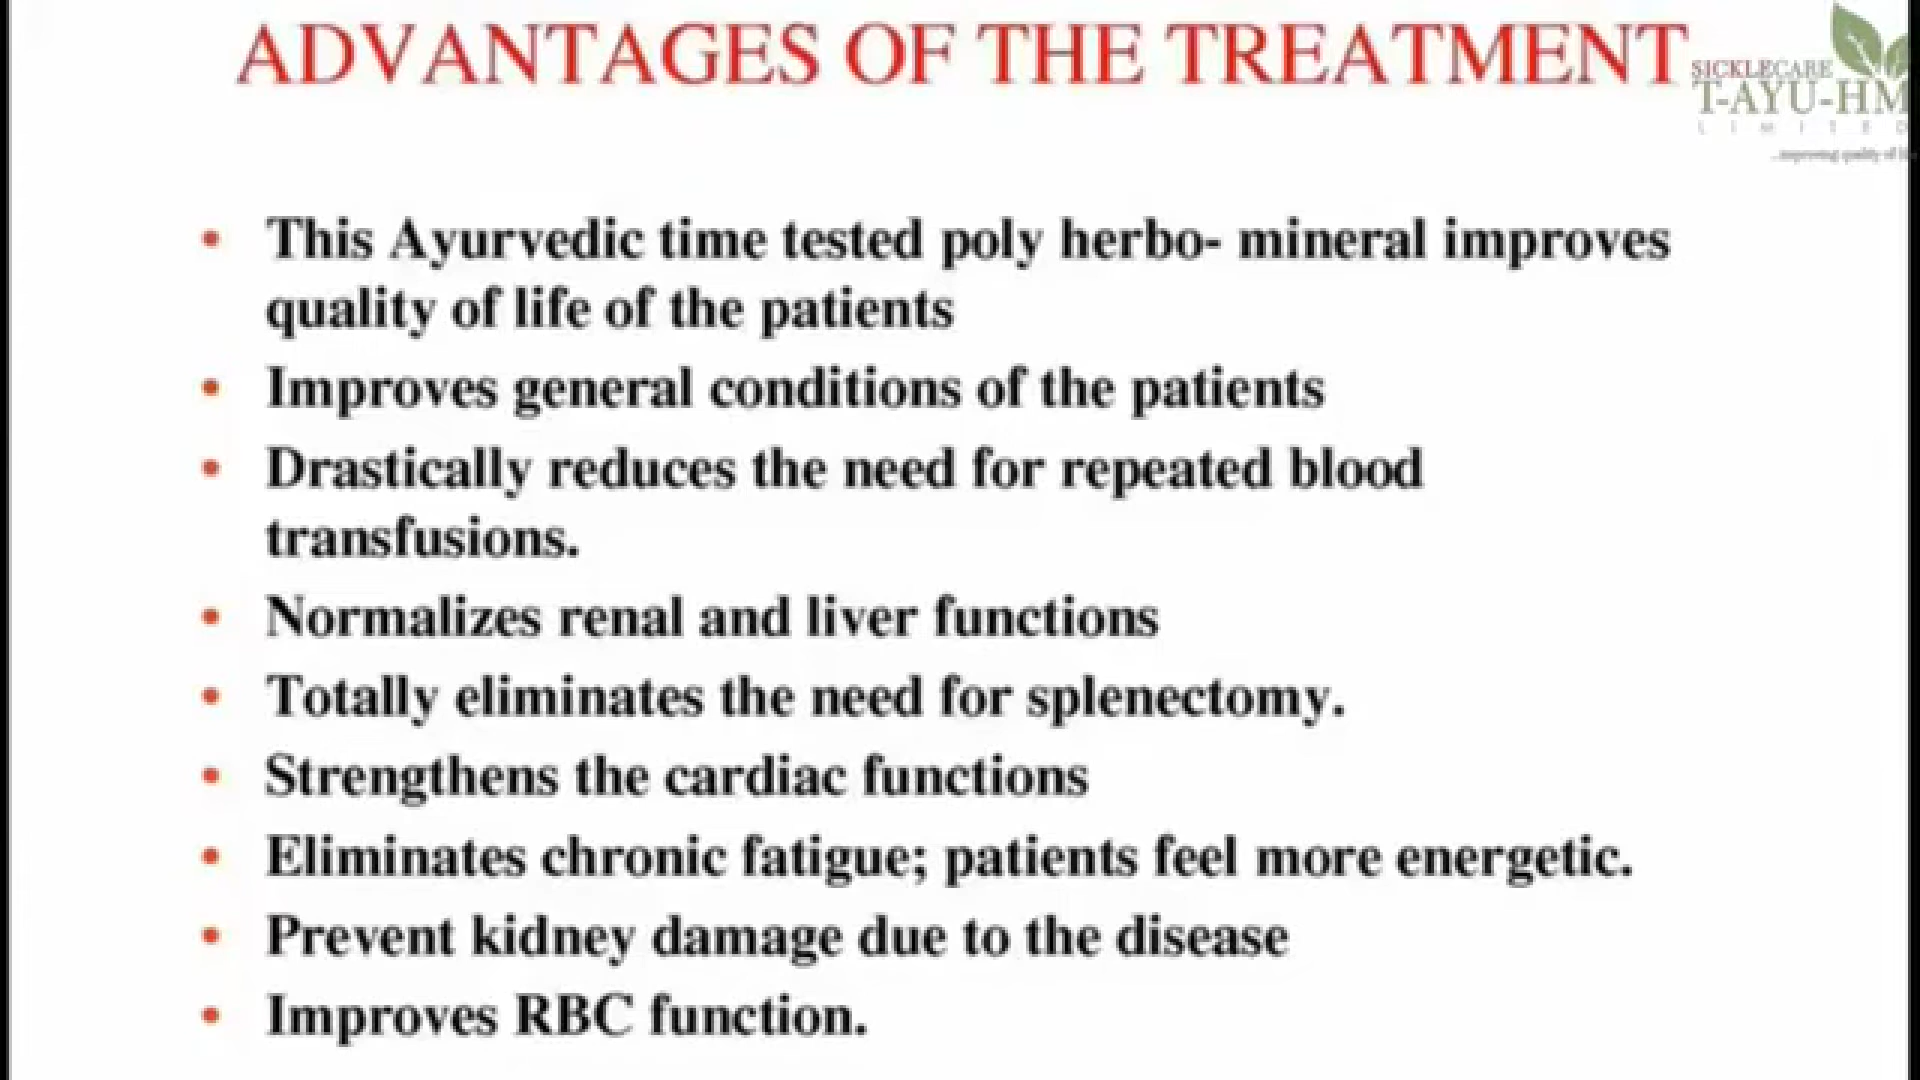 ADVANTAGES OF THE TREATMENT
SICKLECARE
T-AYU-HM
LIMITED
...improving quality of
• This Ayurvedic time tested poly herbo- mineral improves
quality of life of the patients
• Improves general conditions of the patients
• Drastically reduces the need for repeated blood
transfusions.
• Normalizes renal and liver functions
• Totally eliminates the need for splenectomy.
• Strengthens the cardiac functions
• Eliminates chronic fatigue; patients feel more energetic.
• Prevent kidney damage due to the disease
• Improves RBC function.